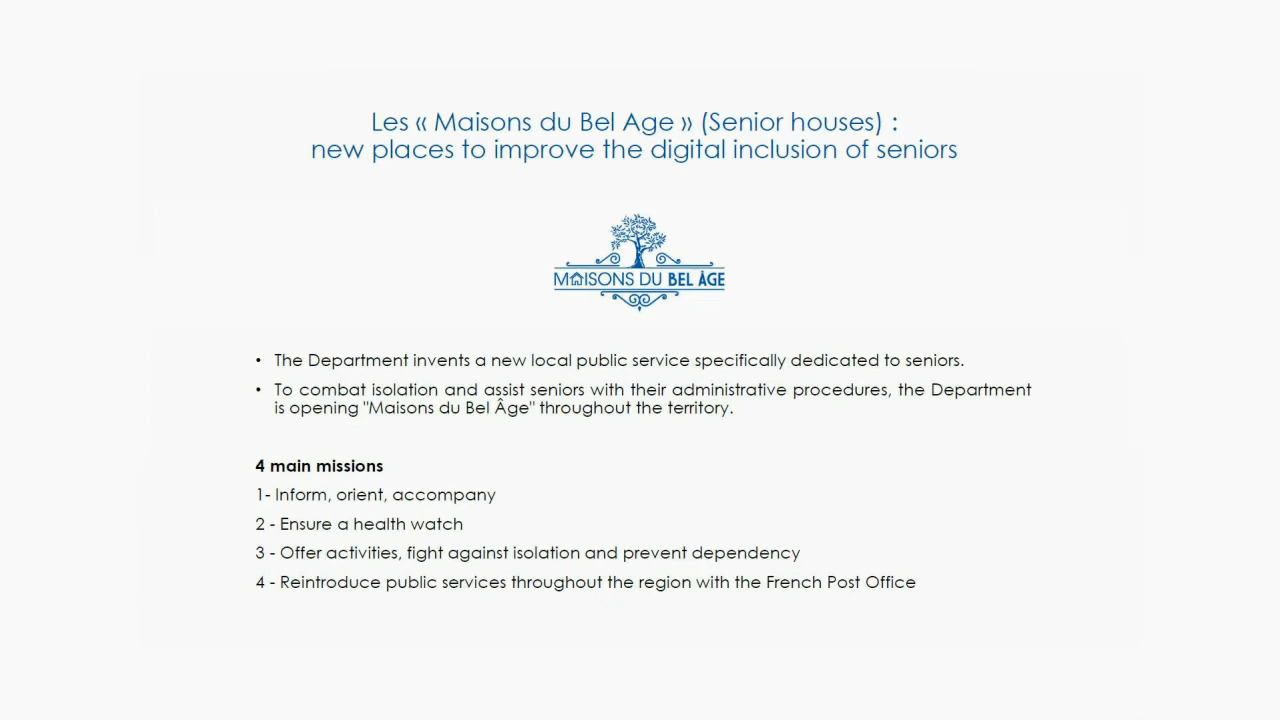 Les « Maisons du Bel Age » (Senior houses) :
new places to improve the digital inclusion of seniors
MAISONS DU BEL ÂGE
• The Department invents a new local public service specifically dedicated to seniors.
• To combat isolation and assist seniors with their administrative procedures, the Department
is opening "Maisons du Bel Âge" throughout the territory.
4 main missions
1- Inform, orient, accompany
2 - Ensure a health watch
3 - Offer activities, fight against isolation and prevent dependency
4 - Reintroduce public services throughout the region with the French Post Office